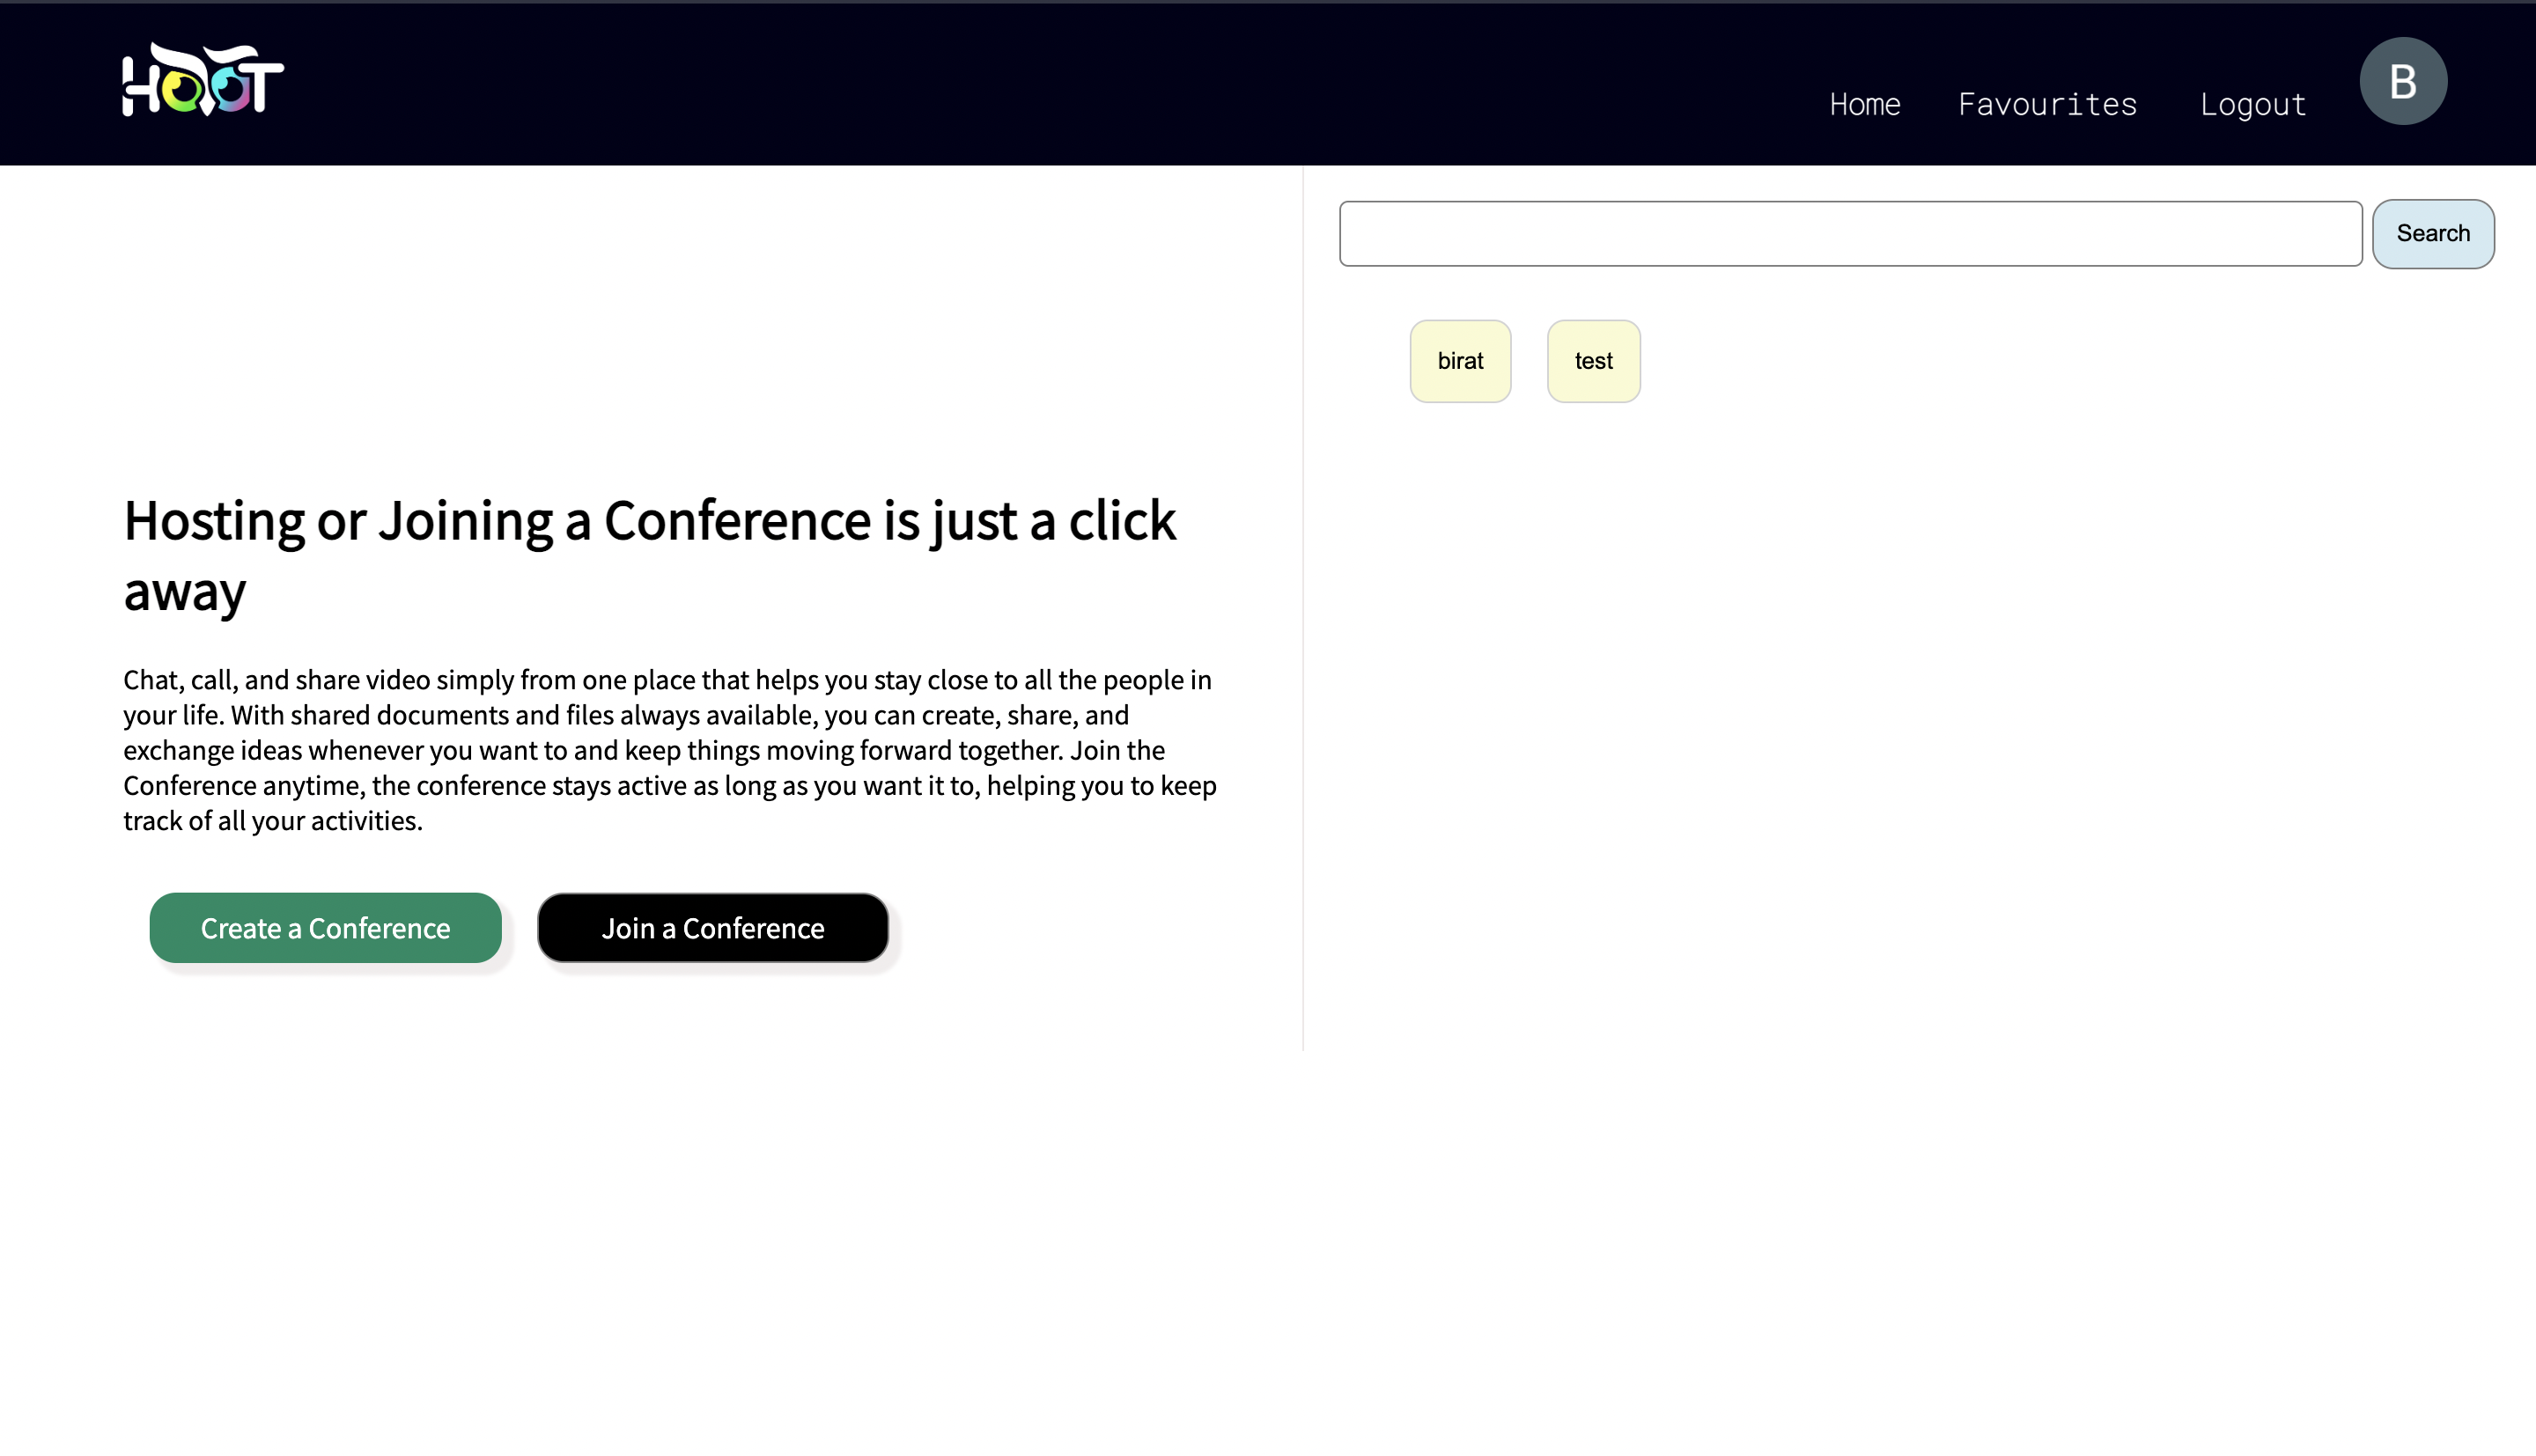 HOOT
Home Favourites Logout B
Search
birat test
Hosting or Joining a Conference is just a click
away
Chat, call, and share video simply from one place that helps you stay close to all the people in
your life. With shared documents and files always available, you can create, share, and
exchange ideas whenever you want to and keep things moving forward together. Join the
Conference anytime, the conference stays active as long as you want it to, helping you to keep
track of all your activities.
Create a Conference Join a Conference